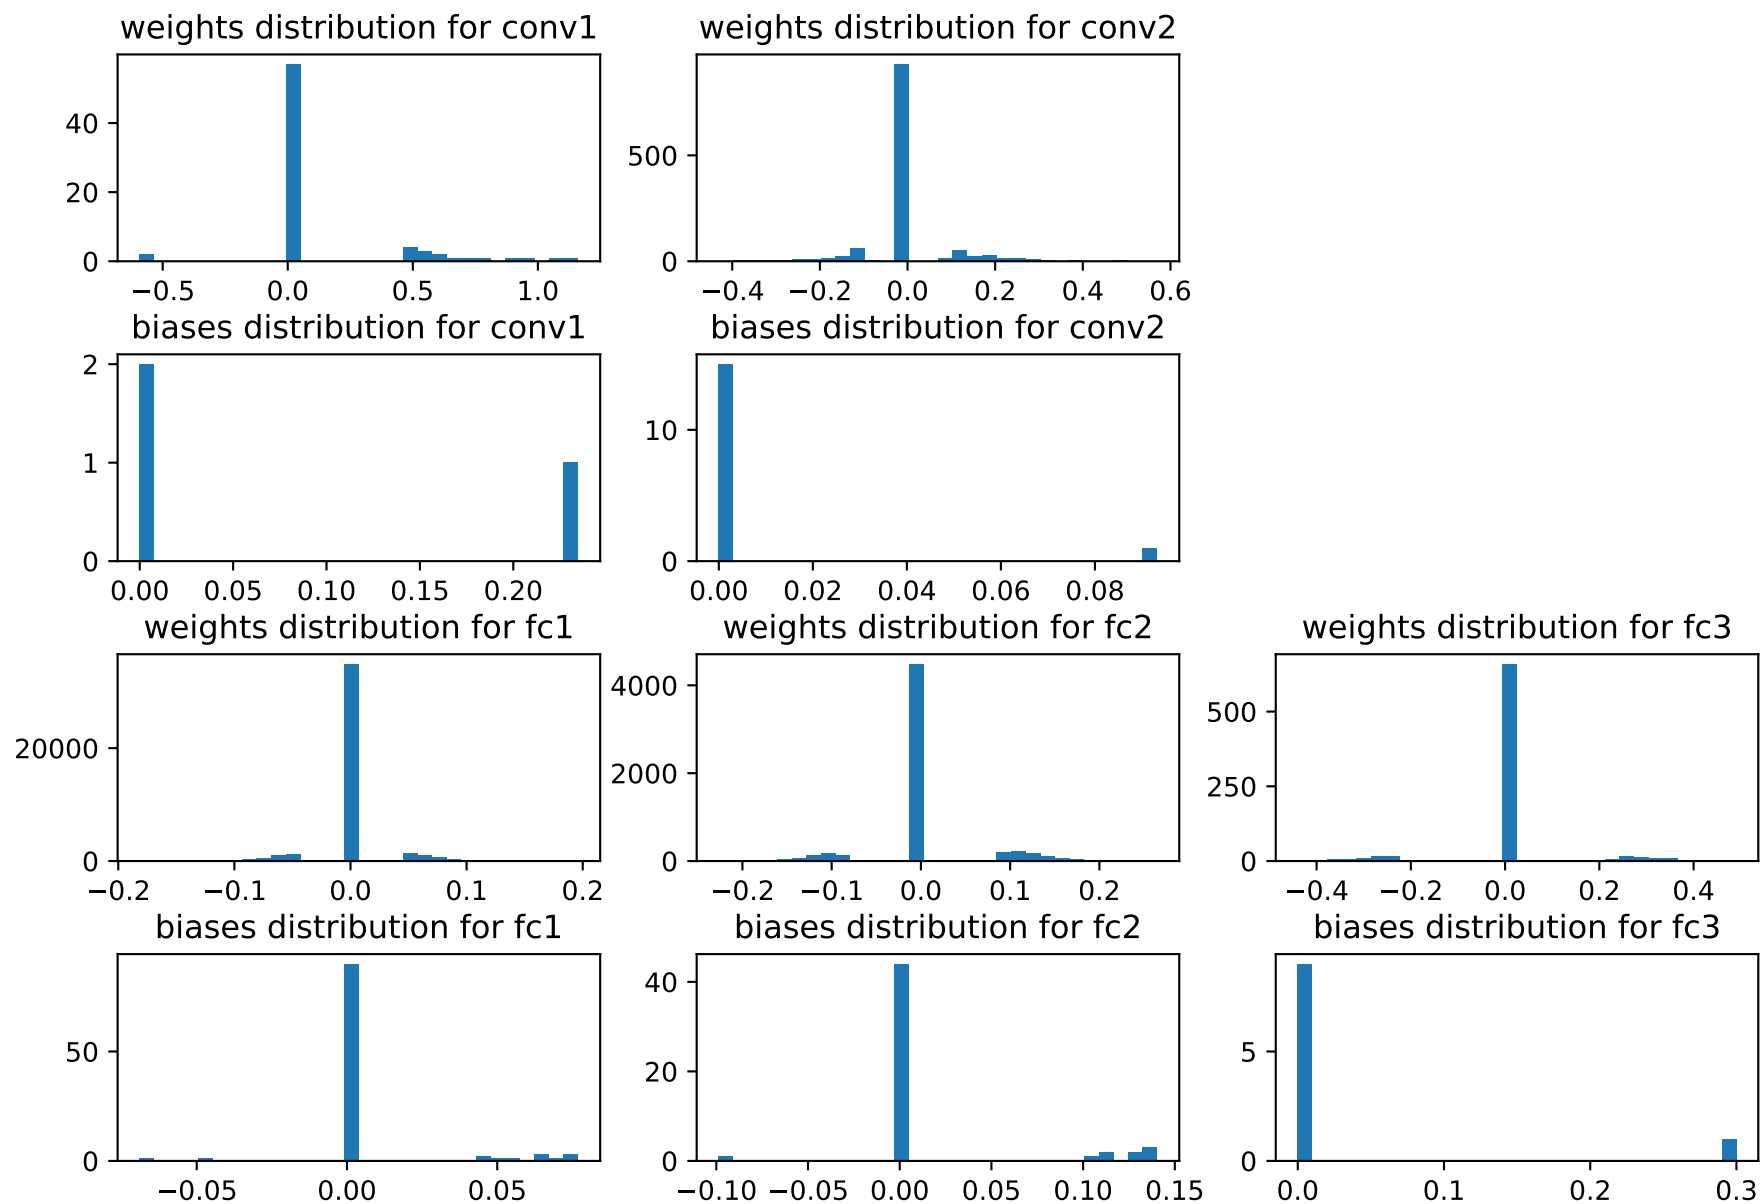 weights distribution for conv1
40
20
0
−0.5 0.0 0.5 1.0
weights distribution for conv2
500
0
−0.4 −0.2 0.0 0.2 0.4 0.6
biases distribution for conv1
2
1
0
0.00 0.05 0.10 0.15 0.20
biases distribution for conv2
10
0
0.00 0.02 0.04 0.06 0.08
weights distribution for fc1
20000
0
−0.2 −0.1 0.0 0.1 0.2
weights distribution for fc2
4000
2000
0
−0.2 −0.1 0.0 0.1 0.2
weights distribution for fc3
500
250
0
−0.4 −0.2 0.0 0.2 0.4
biases distribution for fc1
50
0
−0.05 0.00 0.05
biases distribution for fc2
40
20
0
−0.10 −0.05 0.00 0.05 0.10 0.15
biases distribution for fc3
5
0
0.0 0.1 0.2 0.3